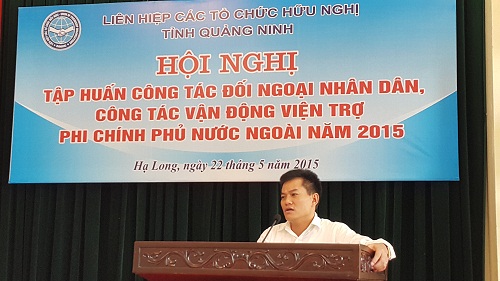 LIÊN HIỆP CÁC TỔ CHỨC HỮU NGHỊ
TỈNH QUẢNG NINH
HỘI NGHỊ
TẬP HUẤN CÔNG TÁC ĐỐI NGOẠI NHÂN DÂN,
CÔNG TÁC VẬN ĐỘNG VIỆN TRỢ
PHI CHÍNH PHỦ NƯỚC NGOÀI NĂM 2015
Hạ Long, ngày 22 tháng 5 năm 2015